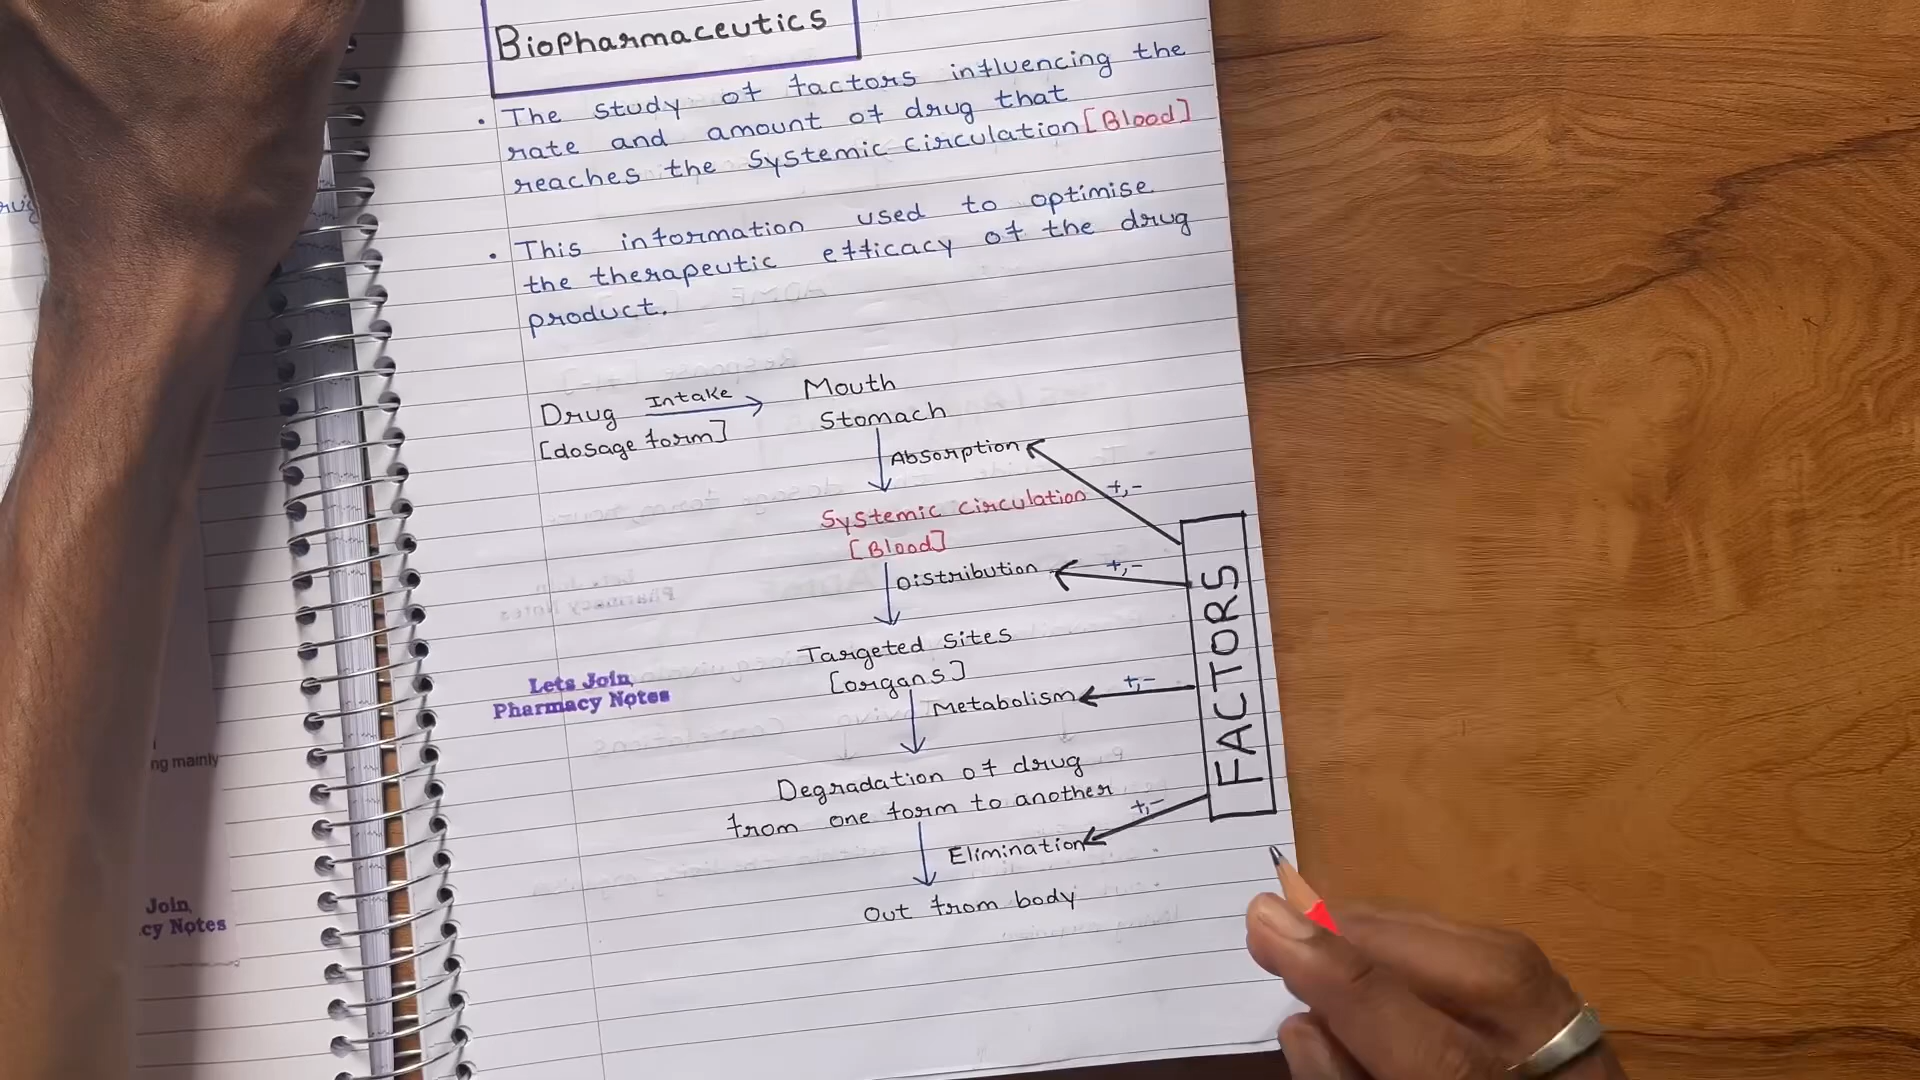 Biopharmaceutics
. The study of factors influencing the
rate and amount of drug that
reaches the systemic circulation [Blood]
. This information used to optimise
the therapeutic efficacy of the drug
product.
Drug Intake Mouth
[dosage form] Stomach
Absorption
+,-
Systemic circulation
[Blood]
Distribution +,-
Targeted sites
[organs]
Metabolism +,-
Degradation of drug
from one form to another
+,-
Elimination
Out from body
FACTORS
Lets Join,
Pharmacy Notes
ng mainly
Join,
cy Notes